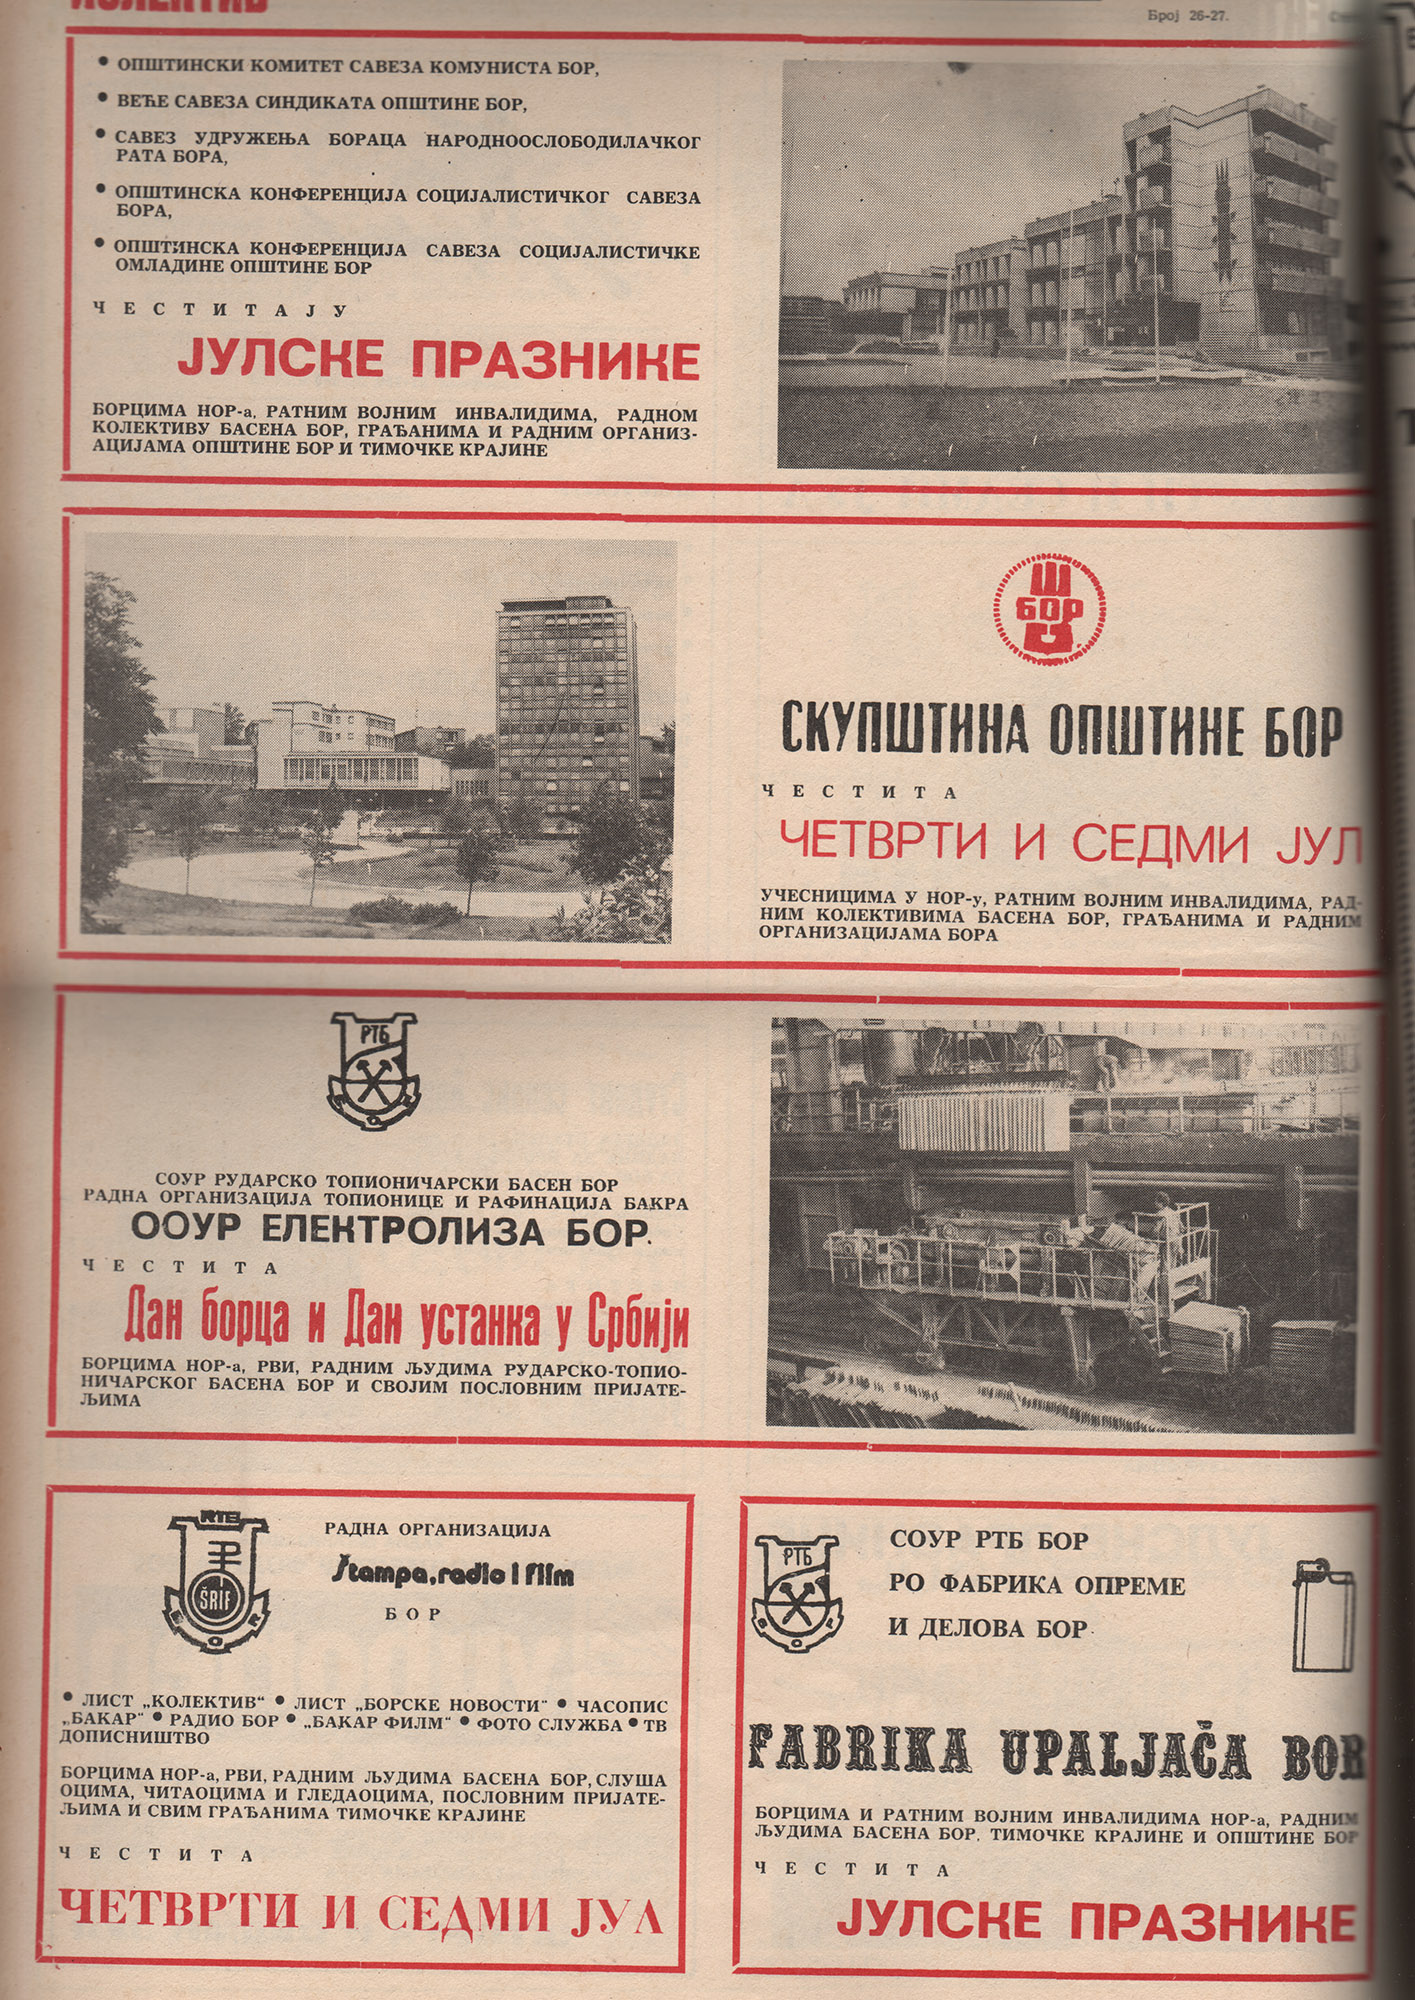 КОЛЕКТИВ
Број 26-27.
• ОПШТИНСКИ КОМИТЕТ САВЕЗА КОМУНИСТА БОР,
• ВЕЋЕ САВЕЗА СИНДИКАТА ОПШТИНЕ БОР,
• САВЕЗ УДРУЖЕЊА БОРАЦА НАРОДНООСЛОБОДИЛАЧКОГ
РАТА БОРА,
• ОПШТИНСКА КОНФЕРЕНЦИЈА СОЦИЈАЛИСТИЧКОГ САВЕЗА
БОРА,
• ОПШТИНСКА КОНФЕРЕНЦИЈА САВЕЗА СОЦИЈАЛИСТИЧКЕ
ОМЛАДИНЕ ОПШТИНЕ БОР
ЧЕСТИТАЈУ
ЈУЛСКЕ ПРАЗНИКЕ
БОРЦИМА НОР-а, РАТНИМ ВОЈНИМ ИНВАЛИДИМА, РАДНОМ
КОЛЕКТИВУ БАСЕНА БОР, ГРАЂАНИМА И РАДНИМ ОРГАНИЗ-
АЦИЈАМА ОПШТИНЕ БОР И ТИМОЧКЕ КРАЈИНЕ
БОР
СКУПШТИНА ОПШТИНЕ БОР
ЧЕСТИТА
ЧЕТВРТИ И СЕДМИ ЈУЛ
УЧЕСНИЦИМА У НОР-у, РАТНИМ ВОЈНИМ ИНВАЛИДИМА, РАД-
НИМ КОЛЕКТИВИМА БАСЕНА БОР, ГРАЂАНИМА И РАДНИМ
ОРГАНИЗАЦИЈАМА БОРА
РТБ
БОР
СОУР РУДАРСКО ТОПИОНИЧАРСКИ БАСЕН БОР
РАДНА ОРГАНИЗАЦИЈА ТОПИОНИЦЕ И РАФИНАЦИЈА БАКРА
ООУР ЕЛЕКТРОЛИЗА БОР.
ЧЕСТИТА
Дан борца и Дан устанка у Србији
БОРЦИМА НОР-а, РВИ, РАДНИМ ЉУДИМА РУДАРСКО-ТОПИО-
НИЧАРСКОГ БАСЕНА БОР И СВОЈИМ ПОСЛОВНИМ ПРИЈАТЕ-
ЉИМА
RTB
ŠRIF
BOR
РАДНА ОРГАНИЗАЦИЈА
Štampa, radio i film
БОР
• ЛИСТ „КОЛЕКТИВ“ • ЛИСТ „БОРСКЕ НОВОСТИ“ • ЧАСОПИС
„БАКАР“ • РАДИО БОР • „БАКАР ФИЛМ“ • ФОТО СЛУЖБА • ТВ
ДОПИСНИШТВО
БОРЦИМА НОР-а, РВИ, РАДНИМ ЉУДИМА БАСЕНА БОР, СЛУША
ОЦИМА, ЧИТАОЦИМА И ГЛЕДАОЦИМА, ПОСЛОВНИМ ПРИЈАТЕ-
ЉИМА И СВИМ ГРАЂАНИМА ТИМОЧКЕ КРАЈИНЕ
ЧЕСТИТА
ЧЕТВРТИ И СЕДМИ ЈУЛ
РТБ
БОР
СОУР РТБ БОР
РО ФАБРИКА ОПРЕМЕ
И ДЕЛОВА БОР
FABRIKA UPALJAČA BOR
БОРЦИМА И РАТНИМ ВОЈНИМ ИНВАЛИДИМА НОР-а, РАДНИМ
ЉУДИМА БАСЕНА БОР, ТИМОЧКЕ КРАЈИНЕ И ОПШТИНЕ БОР
ЧЕСТИТА
ЈУЛСКЕ ПРАЗНИКЕ